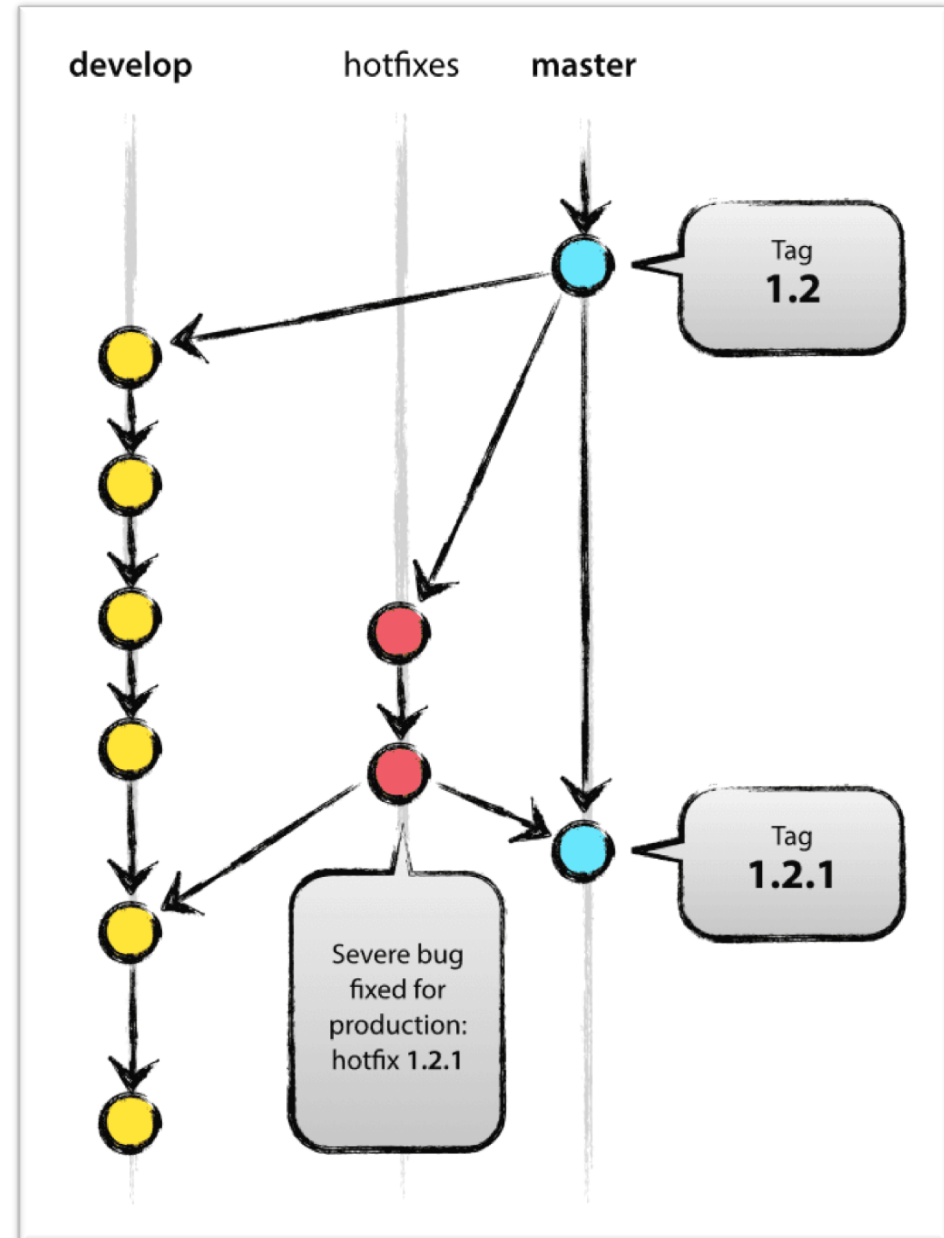 develop
hotfixes
master
Tag
1.2
Tag
1.2.1
Severe bug
fixed for
production:
hotfix 1.2.1